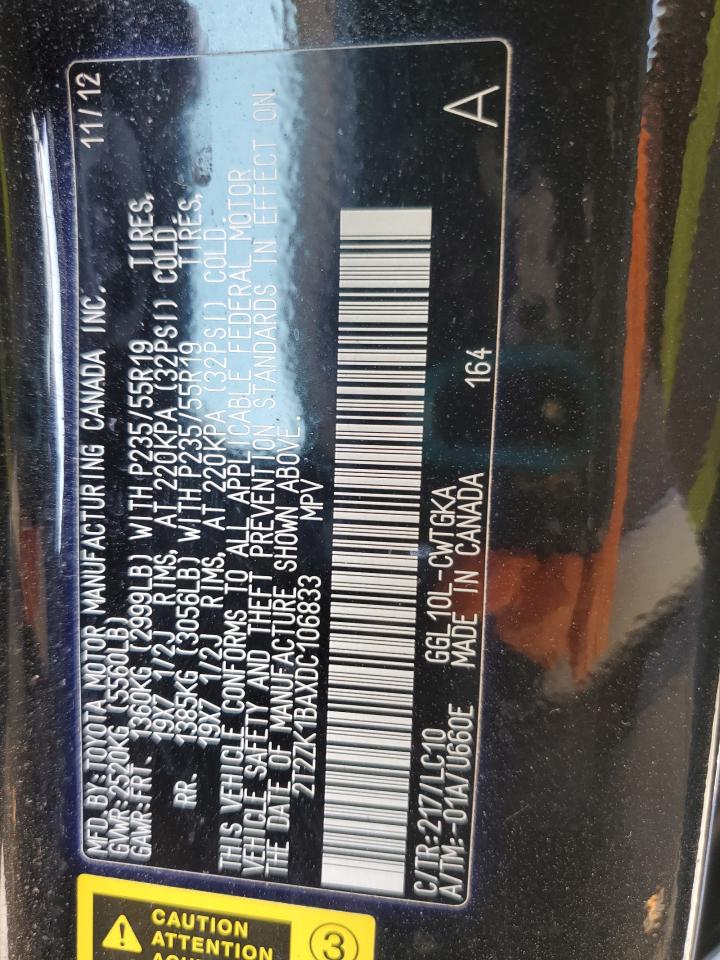 MFD.BY:TOYOTA MOTOR MANUFACTURING CANADA INC. 11/12
GVWR:2520KG (5560LB)
GAWR:FRT. 1360KG (2999LB) WITH P235/55R19 TIRES,
19X7 1/2J RIMS, AT 220KPA (32PSI) COLD.
RR. 1385KG (3056LB) WITH P235/55R19 TIRES,
19X7 1/2J RIMS, AT 220KPA (32PSI) COLD
THIS VEHICLE CONFORMS TO ALL APPLICABLE FEDERAL MOTOR
VEHICLE SAFETY AND THEFT PREVENTION STANDARDS IN EFFECT ON
THE DATE OF MANUFACTURE SHOWN ABOVE.
2T2ZK1BAXDC106833 MPV
C/TR:217/LC10 GGL10L-CWTGKA 164 A
A/TM:-01A/U660E MADE IN CANADA
CAUTION
ATTENTION
3